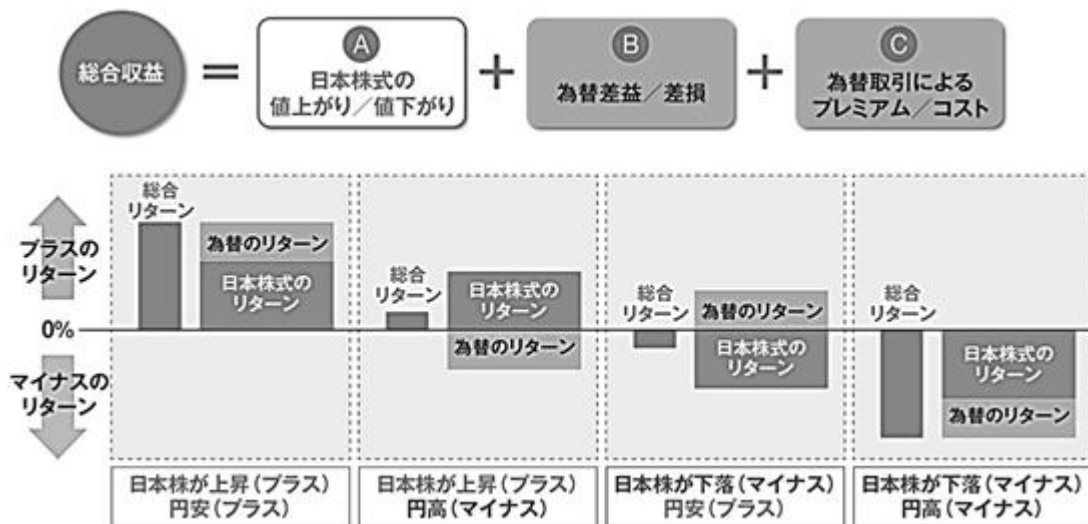 総合収益
=
A
日本株式の
値上がり／値下がり
+
B
為替差益／差損
+
C
為替取引による
プレミアム／コスト
プラスの
リターン
0%
マイナスの
リターン
総合
リターン
為替のリターン
日本株式の
リターン
日本株が上昇（プラス）
円安（プラス）
総合
リターン
日本株式の
リターン
為替のリターン
日本株が上昇（プラス）
円高（マイナス）
総合
リターン
為替のリターン
日本株式の
リターン
日本株が下落（マイナス）
円安（プラス）
総合
リターン
日本株式の
リターン
為替のリターン
日本株が下落（マイナス）
円高（マイナス）